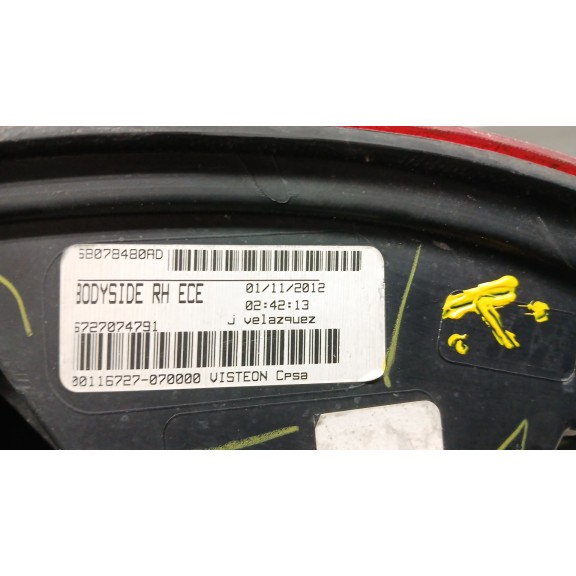 68078480AD
BODYSIDE RH ECE
01/11/2012
02:42:13
j velazquez
6727074791
00116727-070000 VISTEON Cpsa